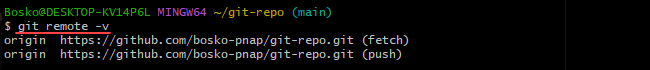 Bosko@DESKTOP-KV14P6L MINGW64 ~/git-repo (main)
$ git remote -v
origin  https://github.com/bosko-pnap/git-repo.git (fetch)
origin  https://github.com/bosko-pnap/git-repo.git (push)